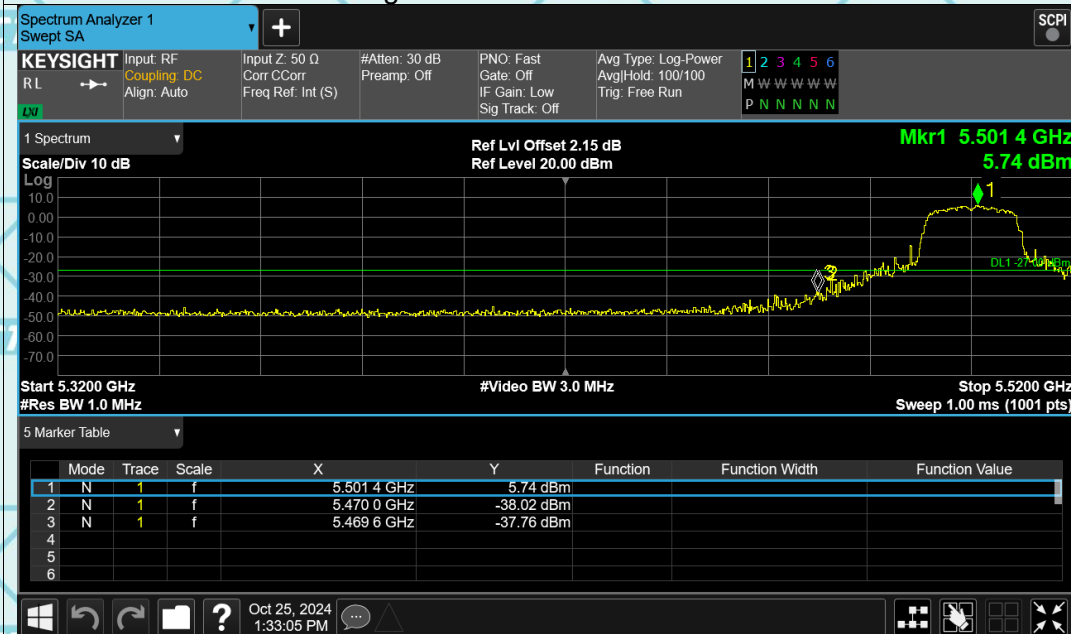 Spectrum Analyzer 1
Swept SA
+
SCPI
KEYSIGHT
RL
LXI
Input: RF
Coupling: DC
Align: Auto
Input Z: 50 Ω
Corr CCorr
Freq Ref: Int (S)
#Atten: 30 dB
Preamp: Off
PNO: Fast
Gate: Off
IF Gain: Low
Sig Track: Off
Avg Type: Log-Power
Avg|Hold: 100/100
Trig: Free Run
1 2 3 4 5 6
M W W W W W
P N N N N N
1 Spectrum
Scale/Div 10 dB
Ref Lvl Offset 2.15 dB
Ref Level 20.00 dBm
Mkr1 5.501 4 GHz
5.74 dBm
Log
10.0
0.00
-10.0
-20.0
-30.0
-40.0
-50.0
-60.0
-70.0
1
Start 5.3200 GHz
#Res BW 1.0 MHz
#Video BW 3.0 MHz
Stop 5.5200 GHz
Sweep 1.00 ms (1001 pts)
5 Marker Table
Mode Trace Scale X Y Function Function Width Function Value
1 N 1 f 5.501 4 GHz 5.74 dBm
2 N 1 f 5.470 0 GHz -38.02 dBm
3 N 1 f 5.469 6 GHz -37.76 dBm
4
5
6
?
Oct 25, 2024
1:33:05 PM